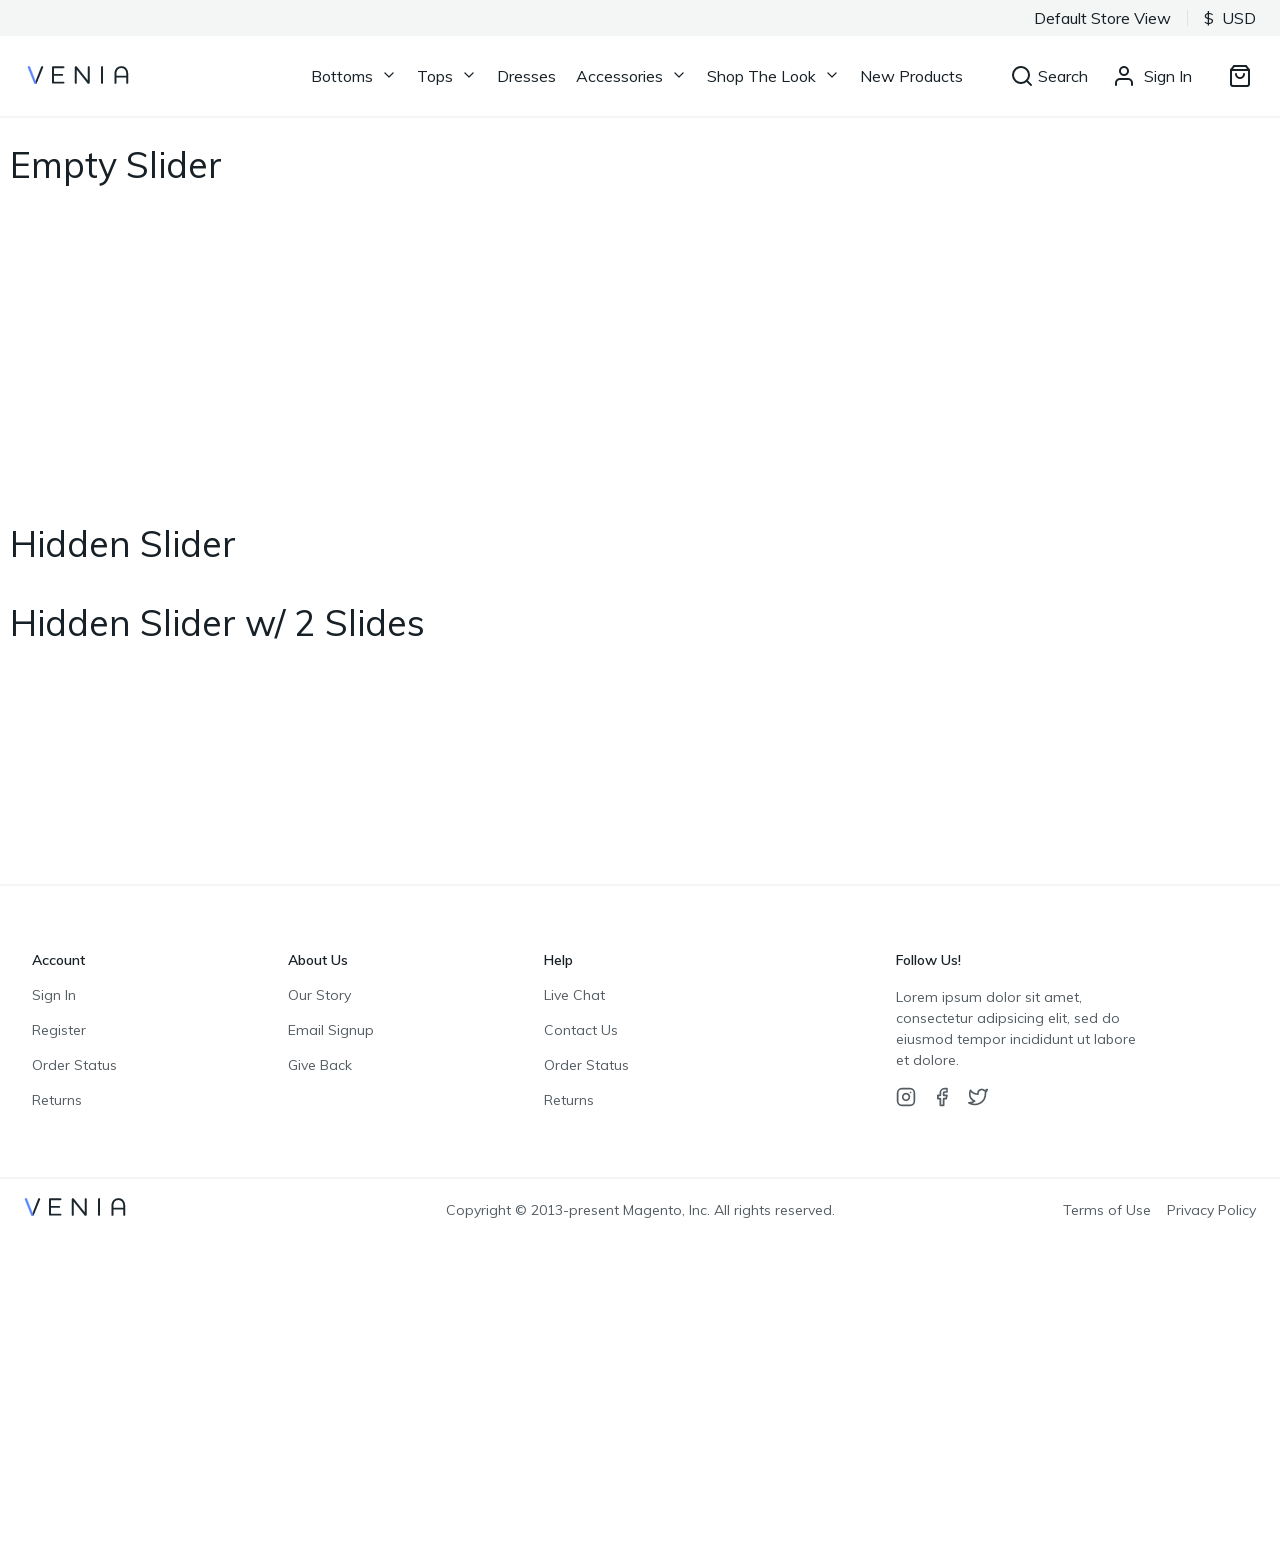 Default Store View $ USD
VENIA Bottoms Tops Dresses Accessories Shop The Look New Products Search Sign In
Empty Slider
Hidden Slider
Hidden Slider w/ 2 Slides
Account
Sign In
Register
Order Status
Returns
About Us
Our Story
Email Signup
Give Back
Help
Live Chat
Contact Us
Order Status
Returns
Follow Us!
Lorem ipsum dolor sit amet,
consectetur adipsicing elit, sed do
eiusmod tempor incididunt ut labore
et dolore.
VENIA Copyright © 2013-present Magento, Inc. All rights reserved. Terms of Use Privacy Policy